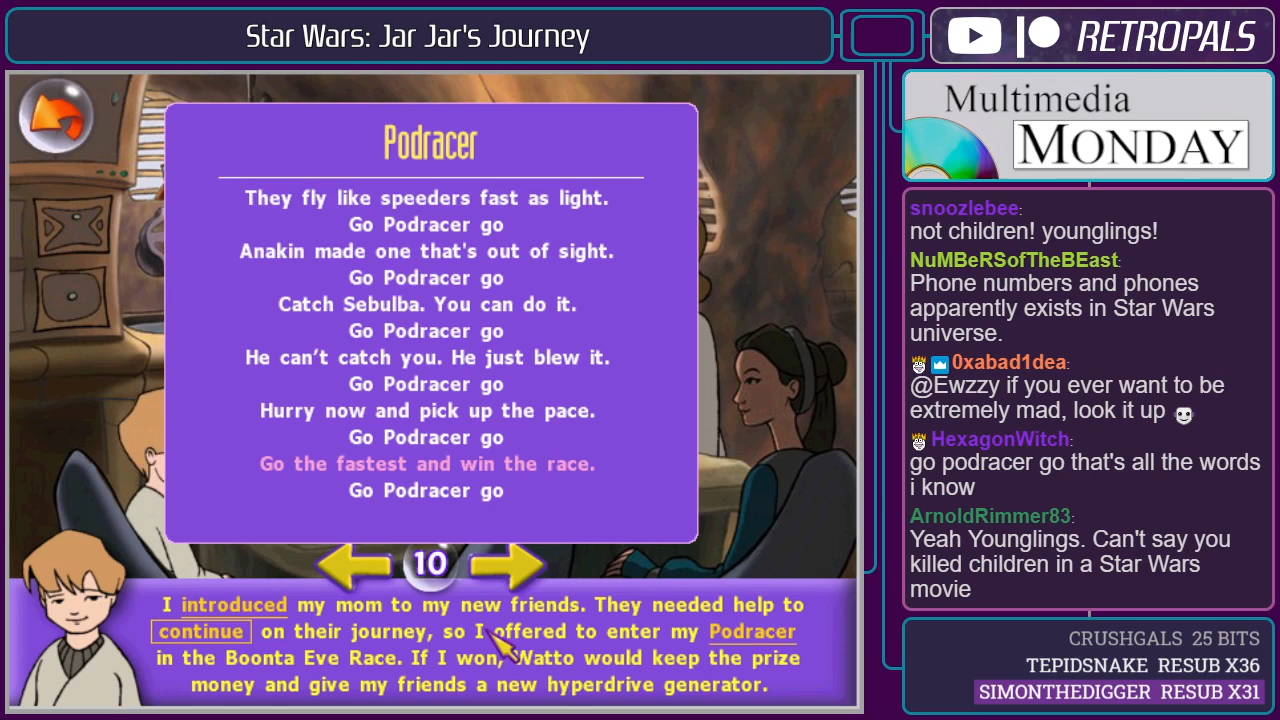 Star Wars: Jar Jar's Journey
RETROPALS
Multimedia
MONDAY
Podracer
They fly like speeders fast as light.
Go Podracer go
Anakin made one that's out of sight.
Go Podracer go
Catch Sebulba. You can do it.
Go Podracer go
He can't catch you. He just blew it.
Go Podracer go
Hurry now and pick up the pace.
Go Podracer go
Go the fastest and win the race.
Go Podracer go
10
I introduced my mom to my new friends. They needed help to
continue on their journey, so I offered to enter my Podracer
in the Boonta Eve Race. If I won, Watto would keep the prize
money and give my friends a new hyperdrive generator.
snoozlebee:
not children! younglings!
NuMBeRSofTheBEast:
Phone numbers and phones
apparently exists in Star Wars
universe.
0xabad1dea:
@Ewzzy if you ever want to be
extremely mad, look it up
HexagonWitch:
go podracer go that's all the words
i know
ArnoldRimmer83:
Yeah Younglings. Can't say you
killed children in a Star Wars
movie
CRUSHGALS 25 BITS
TEPIDSNAKE RESUB X36
SIMONTHEDIGGER RESUB X31